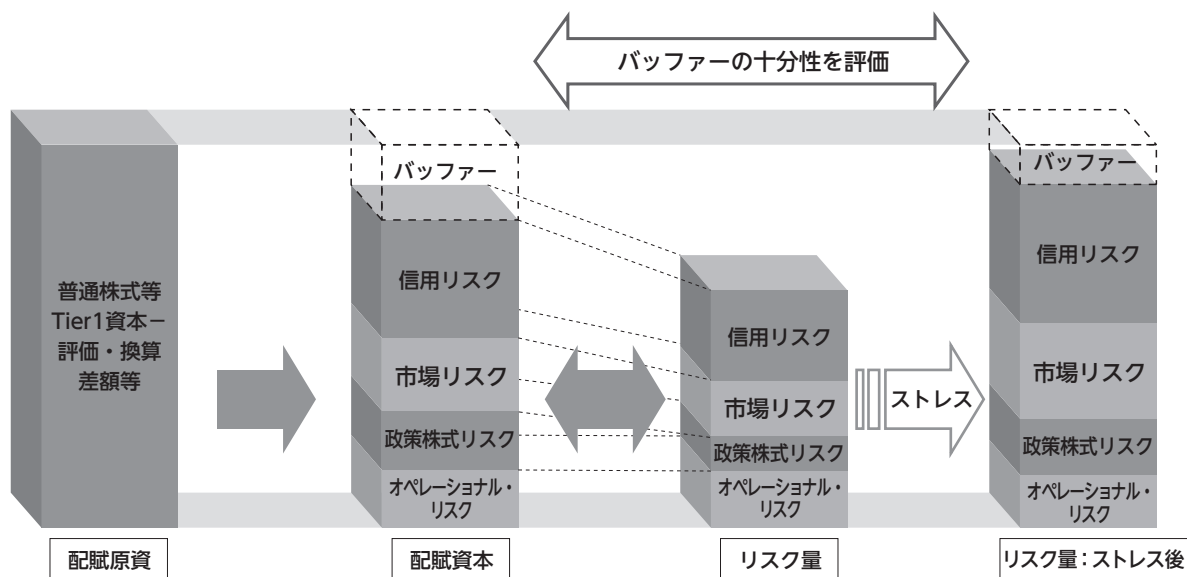 バッファーの十分性を評価
普通株式等
Tier1資本－
評価・換算
差額等
配賦原資
バッファー
信用リスク
市場リスク
政策株式リスク
オペレーショナル・
リスク
配賦資本
信用リスク
市場リスク
政策株式リスク
オペレーショナル・
リスク
リスク量
ストレス
バッファー
信用リスク
市場リスク
政策株式リスク
オペレーショナル・
リスク
リスク量：ストレス後